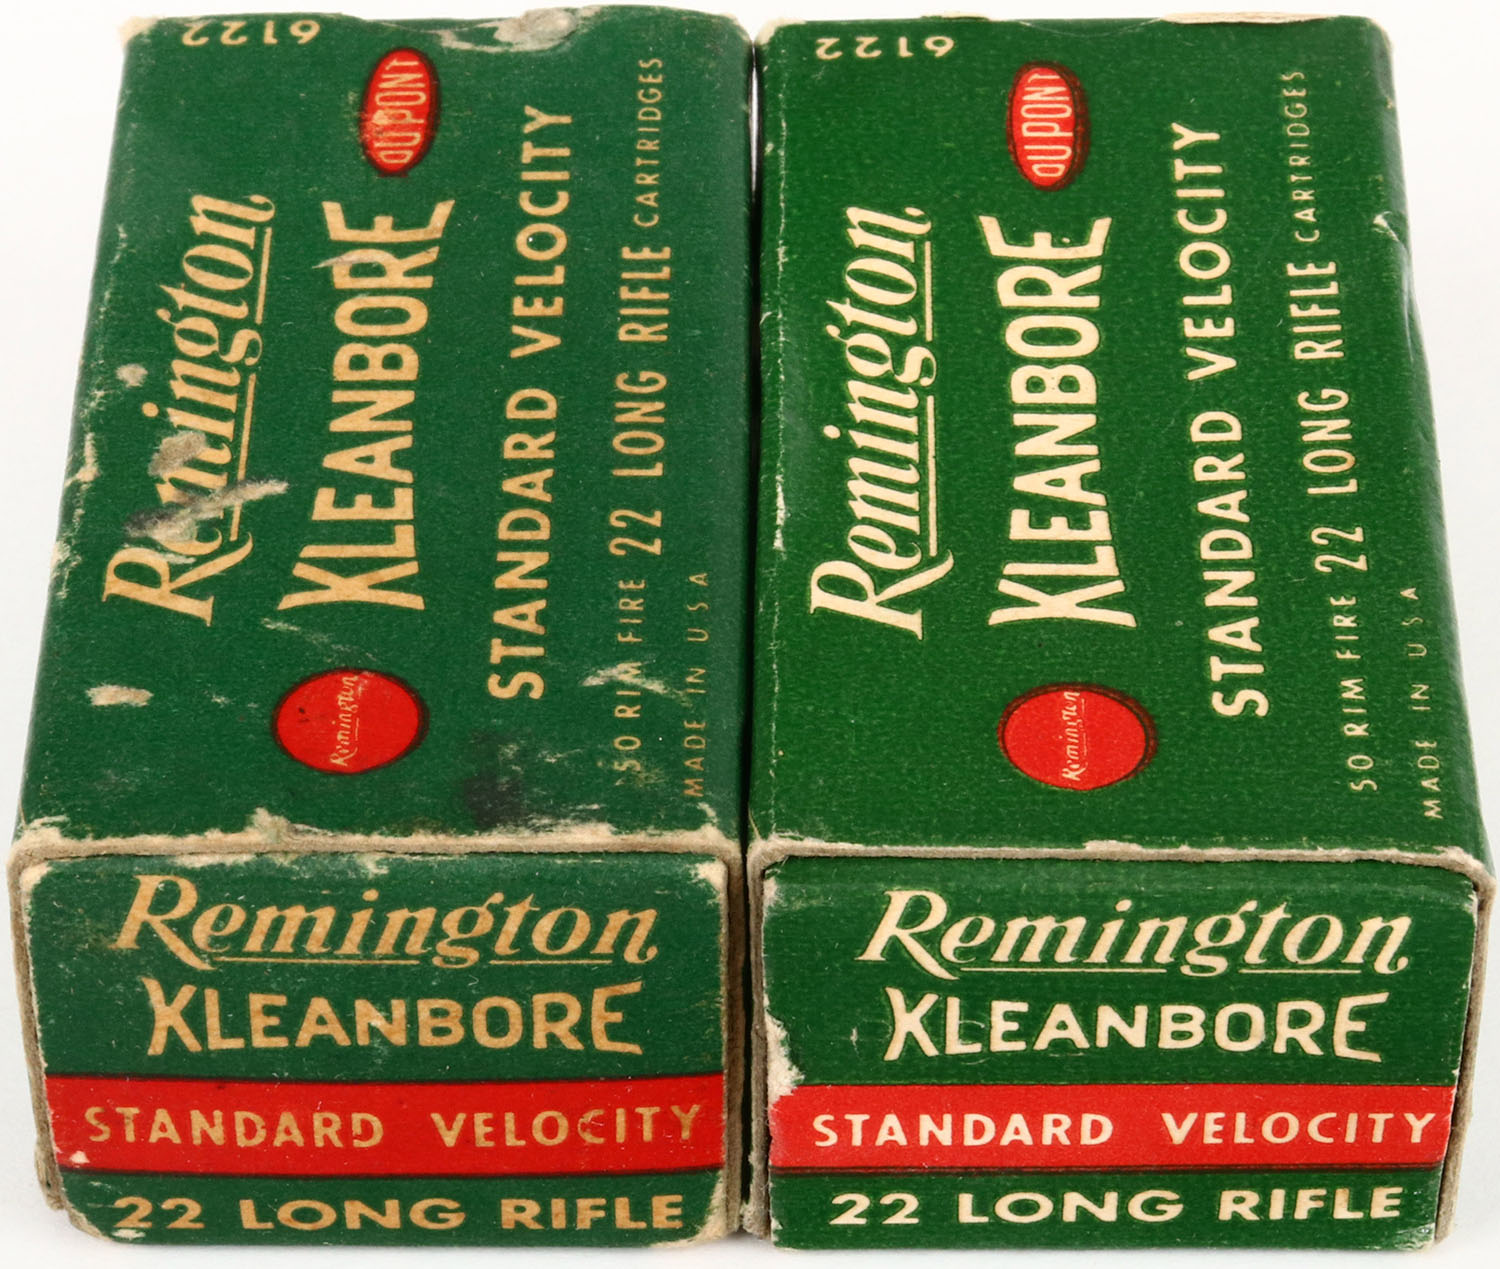 6122
DUPONT
Remington
KLEANBORE
STANDARD VELOCITY
50 RIM FIRE 22 LONG RIFLE CARTRIDGES
MADE IN USA
Remington
Remington
KLEANBORE
STANDARD VELOCITY
22 LONG RIFLE
6122
DUPONT
Remington
KLEANBORE
STANDARD VELOCITY
50 RIM FIRE 22 LONG RIFLE CARTRIDGES
MADE IN USA
Remington
Remington
KLEANBORE
STANDARD VELOCITY
22 LONG RIFLE